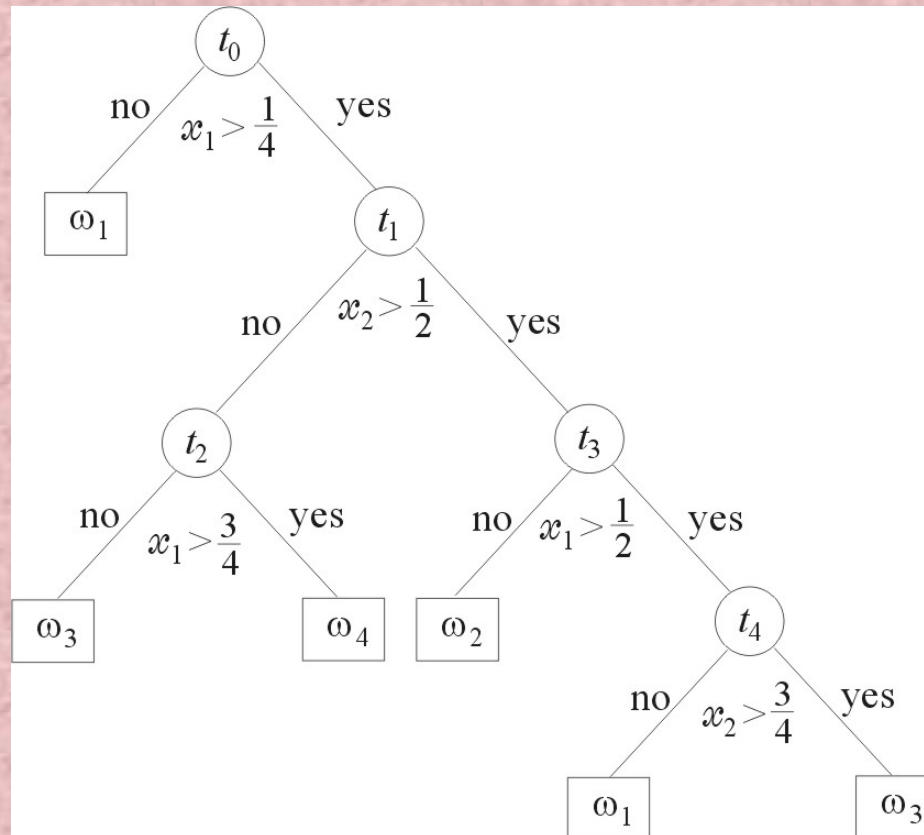 t₀
no
x₁ > 1/4
yes
ω₁
t₁
no
x₂ > 1/2
yes
t₂
t₃
no
x₁ > 3/4
yes
no
x₁ > 1/2
yes
ω₃
ω₄
ω₂
t₄
no
x₂ > 3/4
yes
ω₁
ω₃